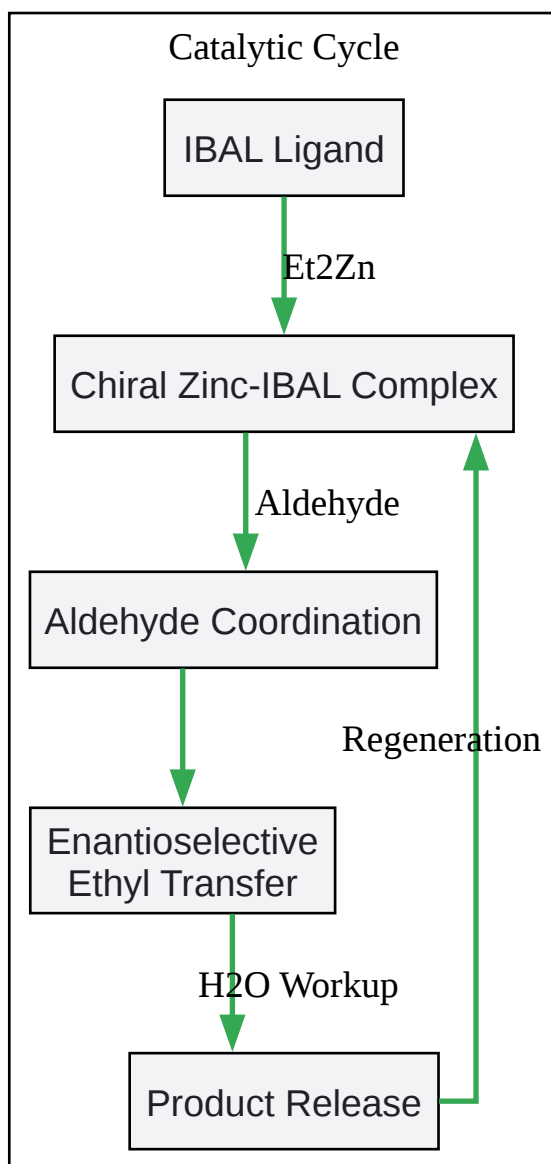 Catalytic Cycle
IBAL Ligand
Et2Zn
Chiral Zinc-IBAL Complex
Aldehyde
Aldehyde Coordination
Regeneration
Enantioselective
Ethyl Transfer
H2O Workup
Product Release